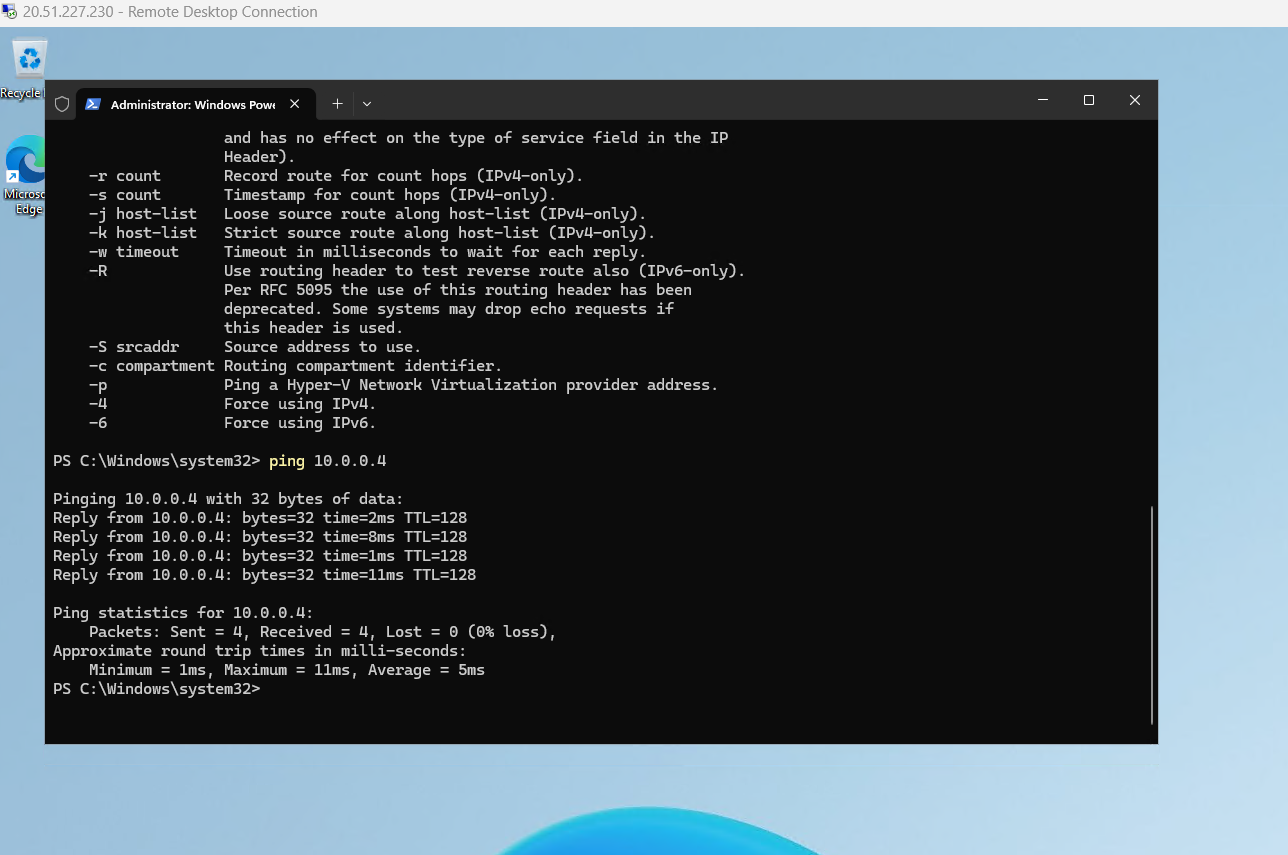 20.51.227.230 - Remote Desktop Connection
Recycle
Administrator: Windows Powe
and has no effect on the type of service field in the IP
Header).
-r count Record route for count hops (IPv4-only).
-s count Timestamp for count hops (IPv4-only).
-j host-list Loose source route along host-list (IPv4-only).
-k host-list Strict source route along host-list (IPv4-only).
-w timeout Timeout in milliseconds to wait for each reply.
-R Use routing header to test reverse route also (IPv6-only).
Per RFC 5095 the use of this routing header has been
deprecated. Some systems may drop echo requests if
this header is used.
-S srcaddr Source address to use.
-c compartment Routing compartment identifier.
-p Ping a Hyper-V Network Virtualization provider address.
-4 Force using IPv4.
-6 Force using IPv6.
PS C:\Windows\system32> ping 10.0.0.4
Pinging 10.0.0.4 with 32 bytes of data:
Reply from 10.0.0.4: bytes=32 time=2ms TTL=128
Reply from 10.0.0.4: bytes=32 time=8ms TTL=128
Reply from 10.0.0.4: bytes=32 time=1ms TTL=128
Reply from 10.0.0.4: bytes=32 time=11ms TTL=128
Ping statistics for 10.0.0.4:
Packets: Sent = 4, Received = 4, Lost = 0 (0% loss),
Approximate round trip times in milli-seconds:
Minimum = 1ms, Maximum = 11ms, Average = 5ms
PS C:\Windows\system32>
Microso
Edge